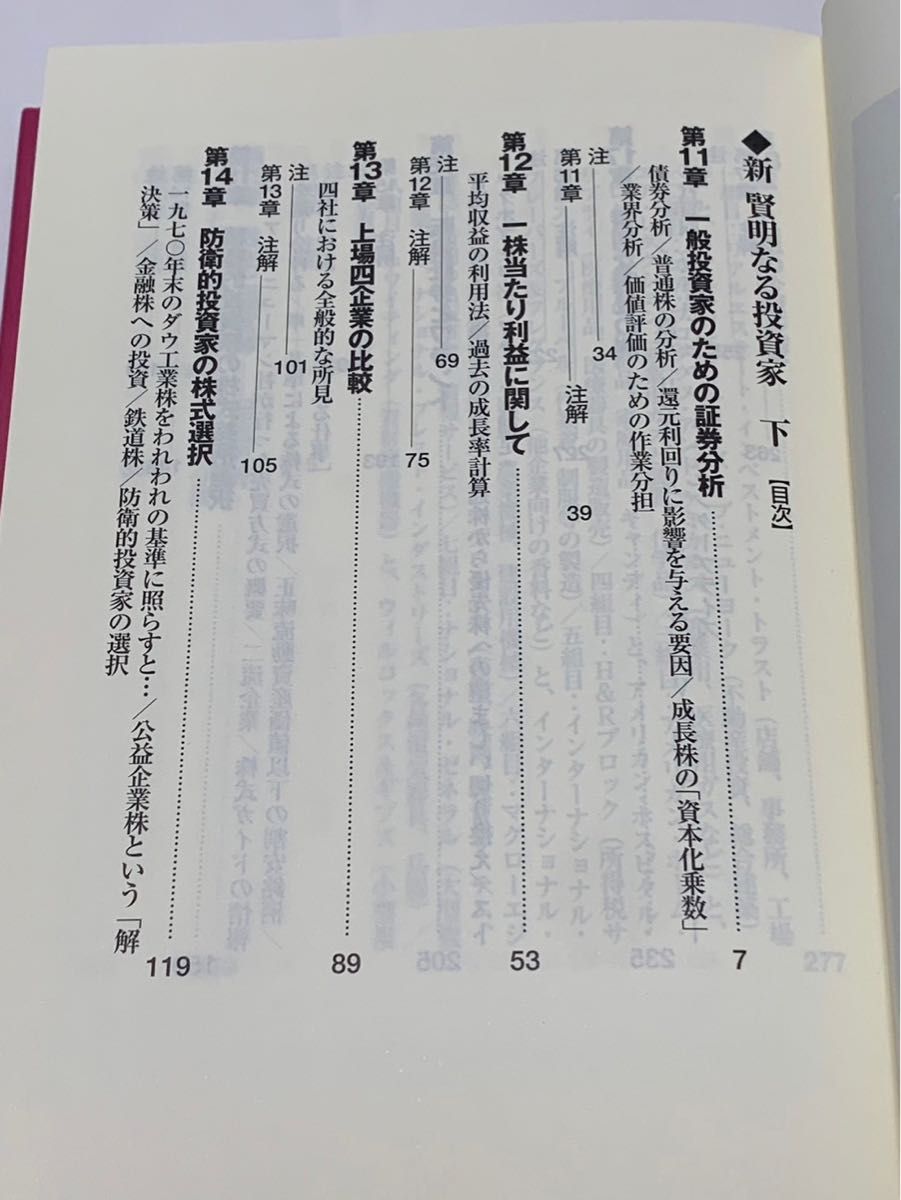 ◆新 賢明なる投資家 下【目次】
第11章 一般投資家のための証券分析…………7
債券分析/普通株の分析/還元利回りに影響を与える要因/成長株の「資本化乗数」
/業界分析/価値評価のための作業分担
注――34
第11章――注解 39
第12章 一株当たり利益に関して…………53
平均収益の利用法/過去の成長率計算
注――69
第12章 注解――75
第13章 上場四企業の比較…………89
四社における全般的な所見
注――101
第13章 注解――105
第14章 防衛的投資家の株式選択…………119
一九七〇年末のダウ工業株をわれわれの基準に照らすと…/公益企業株という「解
決策」/金融株への投資/鉄道株/防衛的投資家の選択